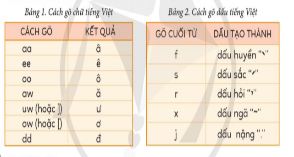 Bảng 1. Cách gõ chữ tiếng Việt
CÁCH GÕ KẾT QUẢ
aa â
ee ê
oo ô
aw ă
uw (hoặc ]) ư
ow (hoặc [) ơ
dd đ
Bảng 2. Cách gõ dấu tiếng Việt
GÕ CUỐI TỪ DẤU TẠO THÀNH
f dấu huyền "`"
s dấu sắc "´"
r dấu hỏi "ˀ"
x dấu ngã "~"
j dấu nặng "."